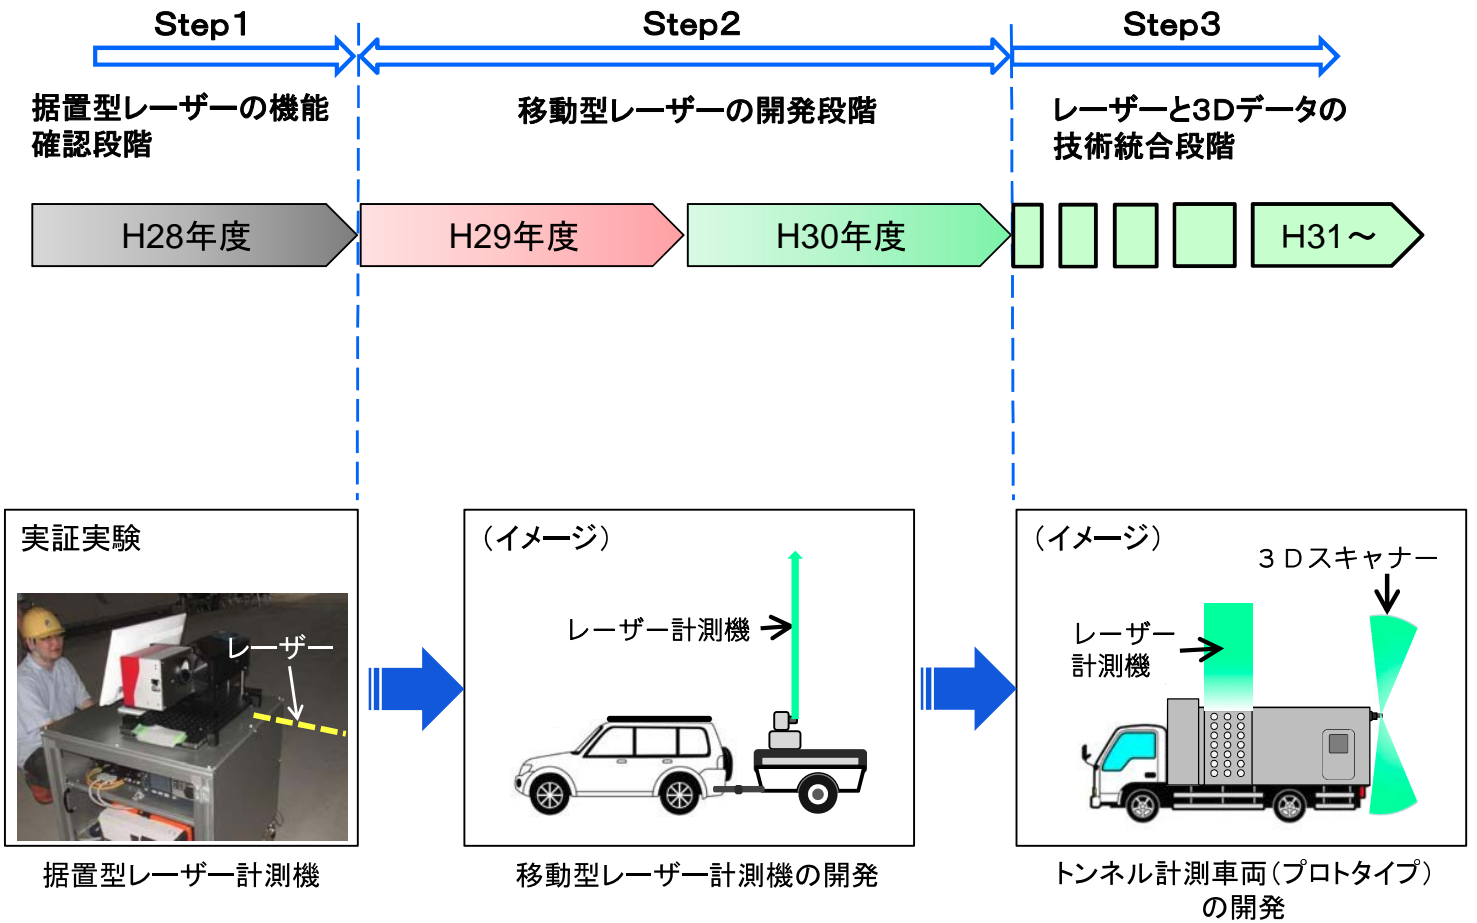 Step1
Step2
Step3
据置型レーザーの機能
確認段階
移動型レーザーの開発段階
レーザーと3Dデータの
技術統合段階
H28年度
H29年度
H30年度
H31～
実証実験
レーザー
据置型レーザー計測機
（イメージ）
レーザー計測機
移動型レーザー計測機の開発
（イメージ）
３Ｄスキャナー
レーザー
計測機
トンネル計測車両（プロトタイプ）
の開発